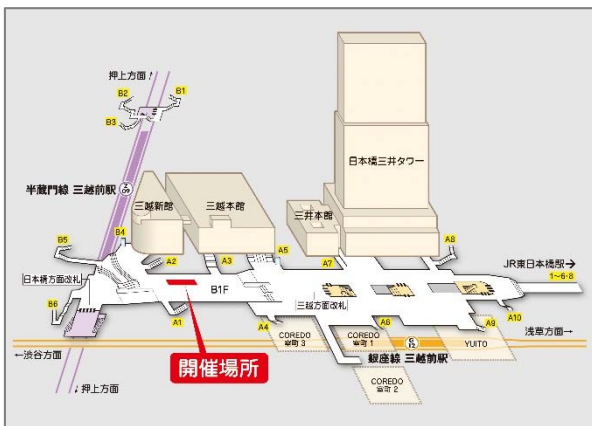 押上方面↑
B2
B1
B3
半蔵門線 三越前駅
Z
09
三越新館
三越本館
三井本館
日本橋三井タワー
B4
B5
A2
A3
A5
A7
A8
日本橋方面改札
B1F
三越方面改札
JR東日本橋駅→
1~6·8
B6
A1
A4
A6
A9
A10
COREDO
室町 3
COREDO
室町 1
YUITO
浅草方面→
←渋谷方面
開催場所
G
12
銀座線 三越前駅
COREDO
室町 2
↓押上方面